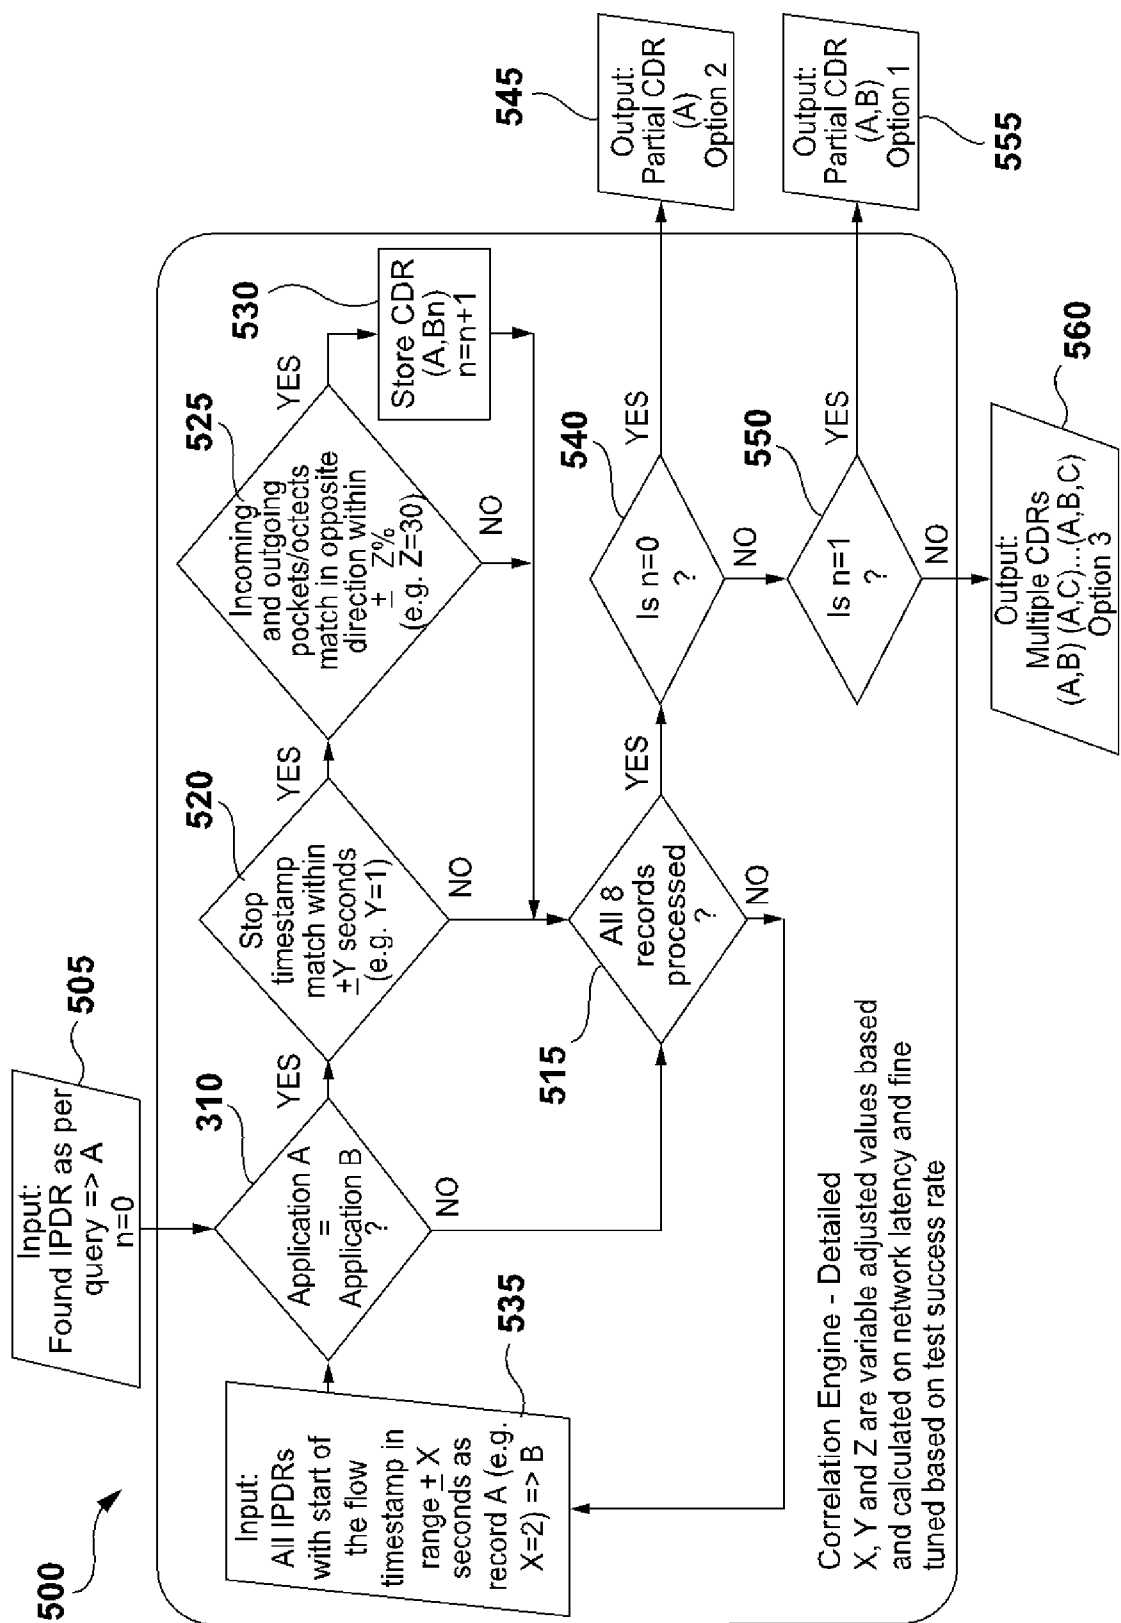 500
Input:
Found IPDR as per
query => A
n=0
505
Input:
All IPDRs
with start of
the flow
timestamp in
range ± X
seconds as
record A (e.g.
X=2) => B
535
Application A
=
Application B
?
310
YES
NO
Stop
timestamp
match within
±Y seconds
(e.g. Y=1)
520
YES
NO
Incoming
and outgoing
pockets/octects
match in opposite
direction within
± Z%
(e.g. Z=30)
525
YES
NO
Store CDR
(A,Bn)
n=n+1
530
All 8
records
processed
?
515
YES
NO
Is n=0
?
540
YES
NO
Output:
Partial CDR
(A)
Option 2
545
Is n=1
?
550
YES
NO
Output:
Partial CDR
(A,B)
Option 1
555
Output:
Multiple CDRs
(A,B) (A,C)...(A,B,C)
Option 3
560
Correlation Engine - Detailed
X, Y and Z are variable adjusted values based
and calculated on network latency and fine
tuned based on test success rate